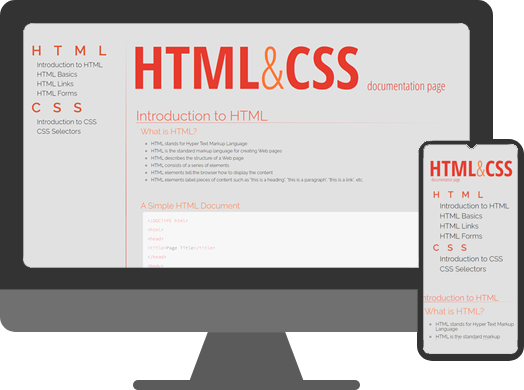 HTML
Introduction to HTML
HTML Basics
HTML Links
HTML Forms
CSS
Introduction to CSS
CSS Selectors
HTML&CSS documentation page
Introduction to HTML
What is HTML?
HTML stands for Hyper Text Markup Language
HTML is the standard markup language for creating Web pages
HTML describes the structure of a Web page
HTML consists of a series of elements
HTML elements tell the browser how to display the content
HTML elements label pieces of content such as "this is a heading", "this is a paragraph", "this is a link", etc.
A Simple HTML Document
<!DOCTYPE html>
<html>
<head>
<title>Page Title</title>
</head>
<body>
HTML&CSS
documentation page
HTML
Introduction to HTML
HTML Basics
HTML Links
HTML Forms
CSS
Introduction to CSS
CSS Selectors
Introduction to HTML
What is HTML?
HTML stands for Hyper Text Markup
Language
HTML is the standard markup